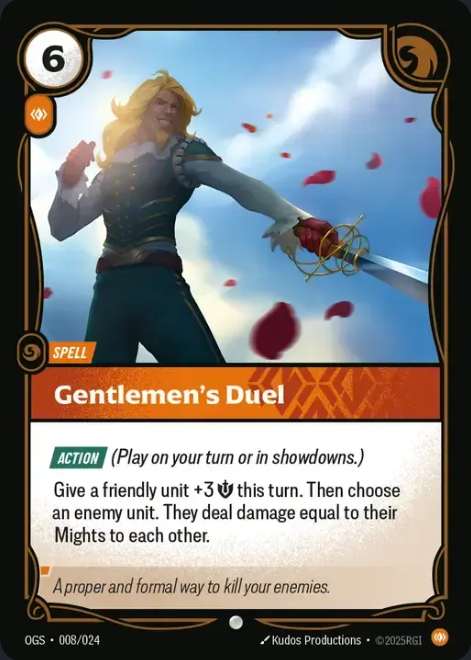 6
SPELL
Gentlemen's Duel
ACTION (Play on your turn or in showdowns.)
Give a friendly unit +3 this turn. Then choose
an enemy unit. They deal damage equal to their
Mights to each other.
A proper and formal way to kill your enemies.
OGS • 008/024 Kudos Productions • ©2025RGI